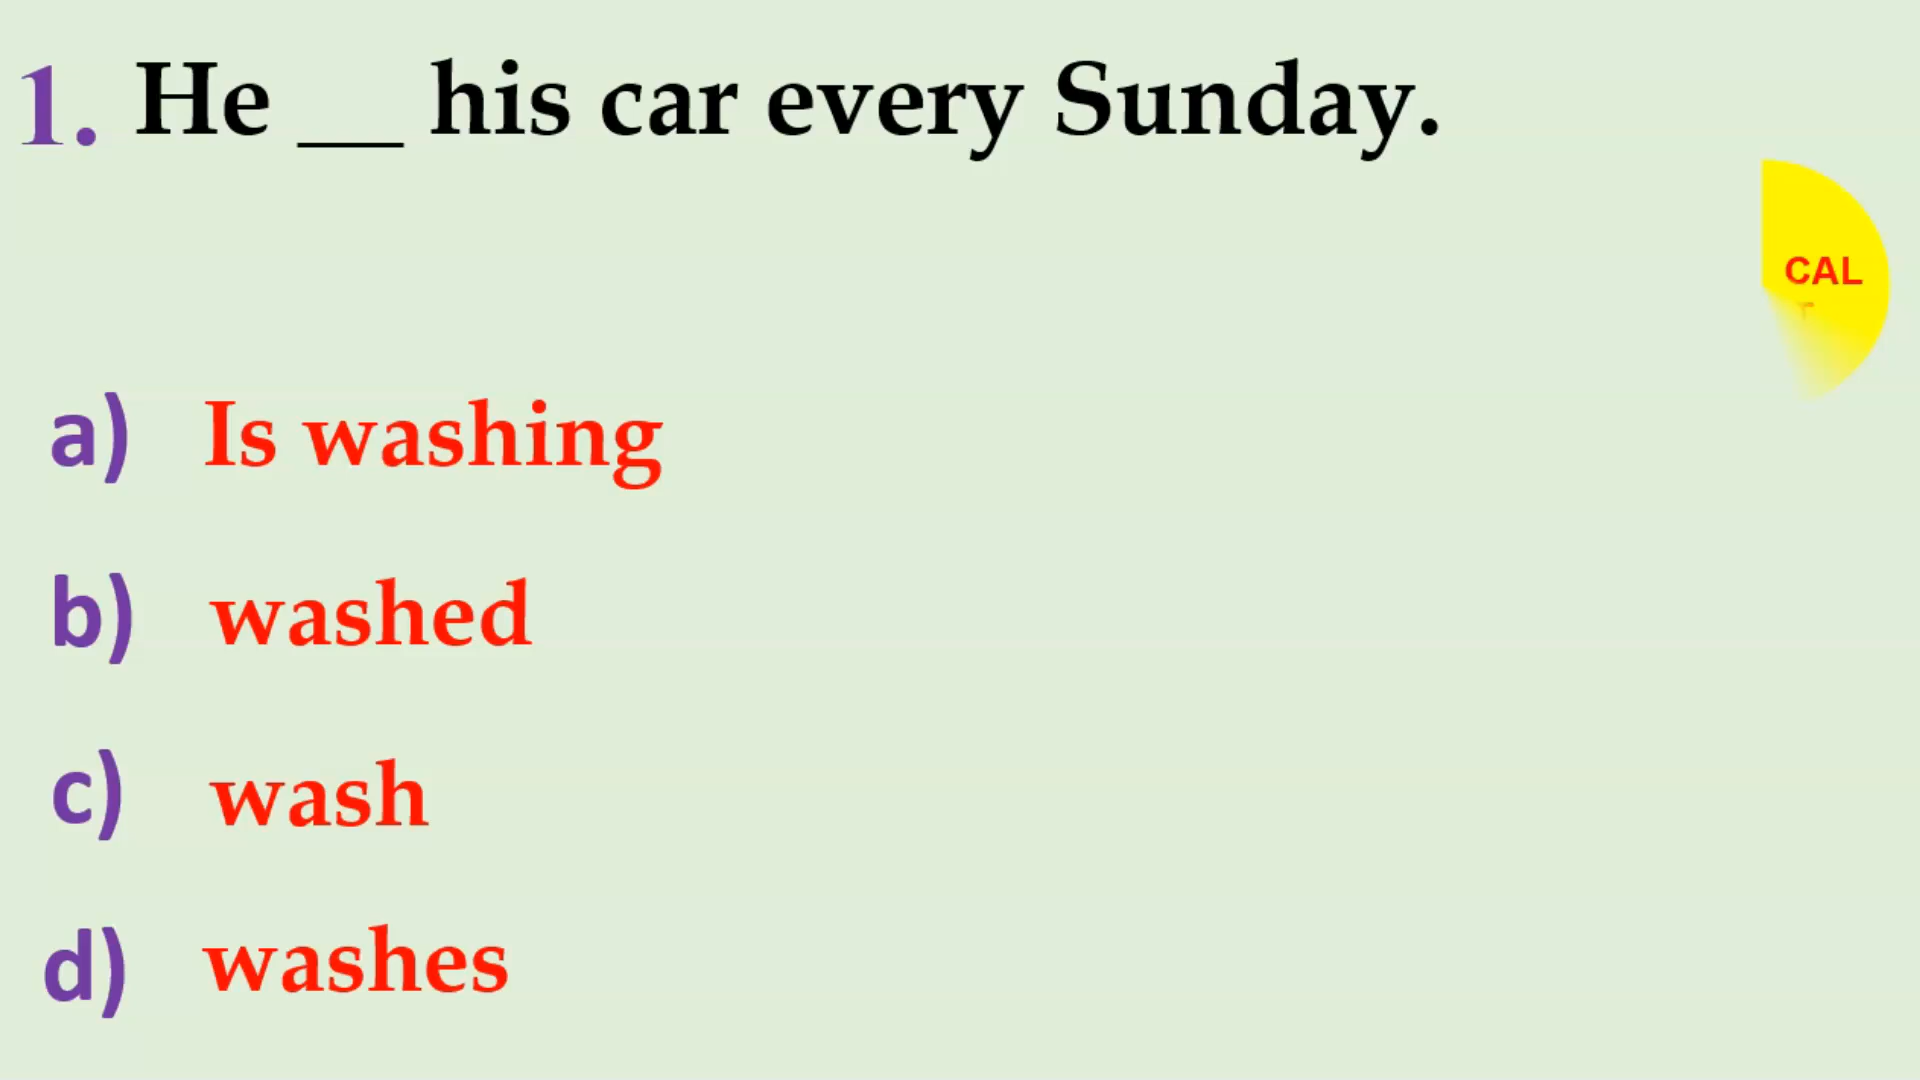 1. He __ his car every Sunday.
CAL
T
a) Is washing
b) washed
c) wash
d) washes